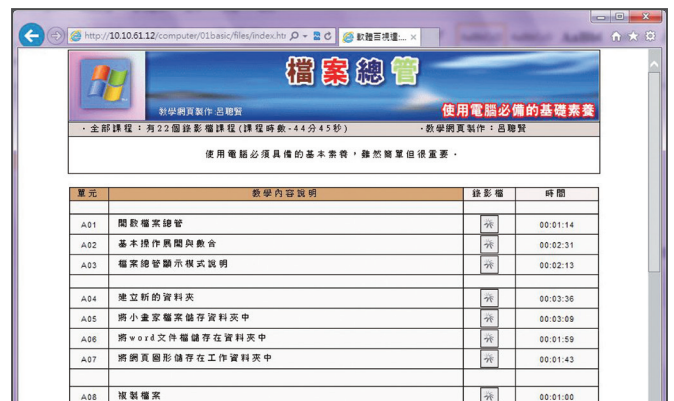 http://10.10.61.12/computer/01basic/files/index.ht
軟體百視達:...
檔案總管
教學網頁製作:呂聰賢
使用電腦必備的基礎素養
·全部課程:有22個錄影檔課程(課程時數-44分45秒) ·教學網頁製作:呂聰賢
使用電腦必須具備的基本素養,雖然簡單但很重要。
單元 教學內容說明 錄影檔 時間
A01 開啟檔案總管 00:01:14
A02 基本操作展開與數合 00:02:31
A03 檔案總管顯示模式說明 00:02:13
A04 建立新的資料夾 00:03:36
A05 將小畫家檔案儲存資料夾中 00:03:09
A06 將word文件檔儲存在資料夾中 00:01:59
A07 將網頁圖形儲存在工作資料夾中 00:01:43
A08 複製檔案 00:01:00